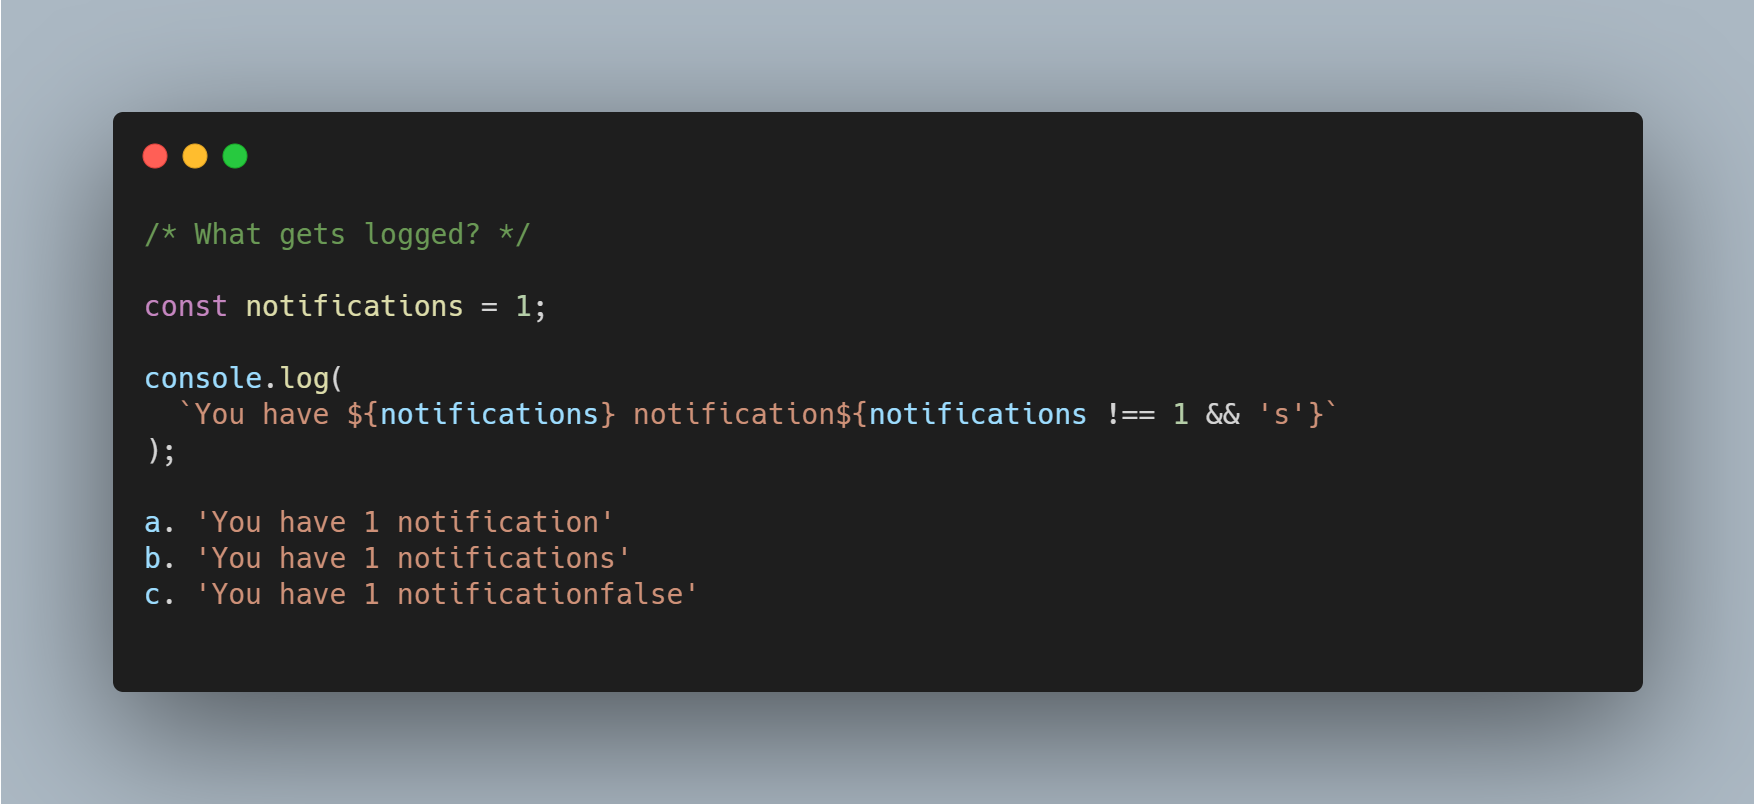 /* What gets logged? */
const notifications = 1;
console.log(
`You have ${notifications} notification${notifications !== 1 && 's'}`
);
a. 'You have 1 notification'
b. 'You have 1 notifications'
c. 'You have 1 notificationfalse'